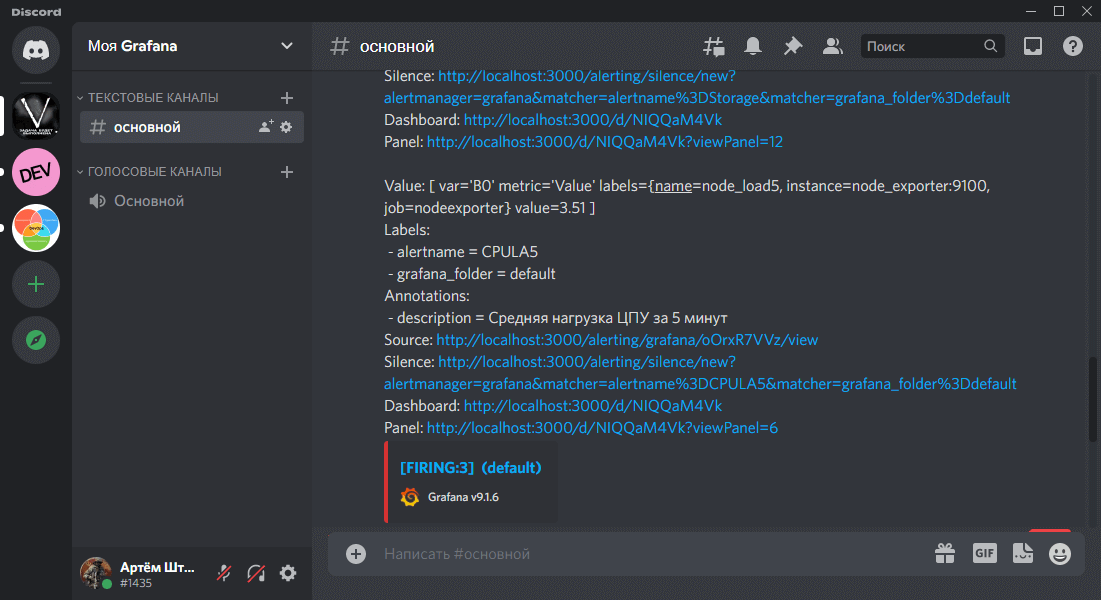 Discord
Моя Grafana
основной
Поиск
ТЕКСТОВЫЕ КАНАЛЫ
основной
ГОЛОСОВЫЕ КАНАЛЫ
Основной
DEV
Silence: http://localhost:3000/alerting/silence/new?
alertmanager=grafana&matcher=alertname%3DStorage&matcher=grafana_folder%3Ddefault
Dashboard: http://localhost:3000/d/NIQQaM4Vk
Panel: http://localhost:3000/d/NIQQaM4Vk?viewPanel=12
Value: [ var='B0' metric='Value' labels={name=node_load5, instance=node_exporter:9100,
job=nodeexporter} value=3.51 ]
Labels:
- alertname = CPULA5
- grafana_folder = default
Annotations:
- description = Средняя нагрузка ЦПУ за 5 минут
Source: http://localhost:3000/alerting/grafana/oOrxR7VVz/view
Silence: http://localhost:3000/alerting/silence/new?
alertmanager=grafana&matcher=alertname%3DCPULA5&matcher=grafana_folder%3Ddefault
Dashboard: http://localhost:3000/d/NIQQaM4Vk
Panel: http://localhost:3000/d/NIQQaM4Vk?viewPanel=6
[FIRING:3] (default)
Grafana v9.1.6
Написать #основной
GIF
Артём Шт...
#1435